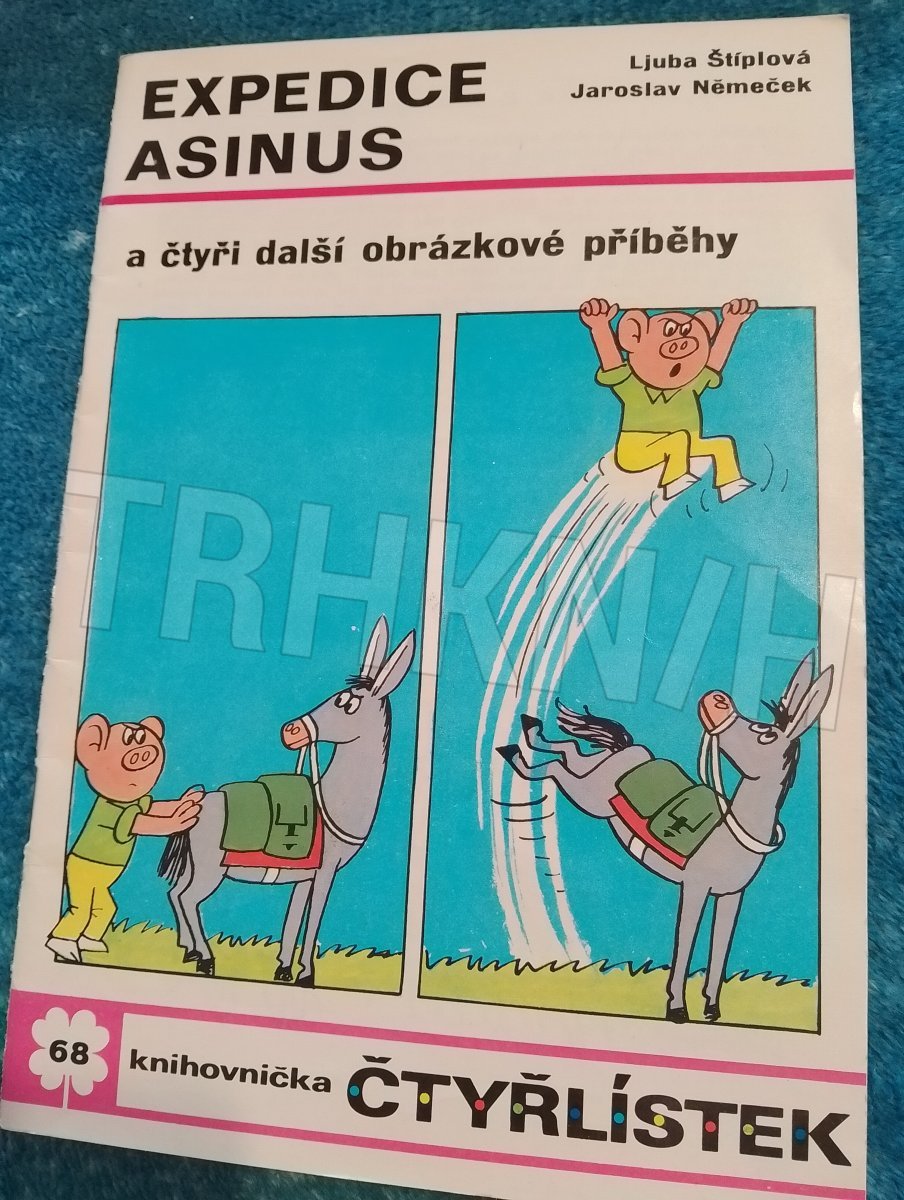 EXPEDICE
ASINUS
Ljuba Štíplová
Jaroslav Němeček
a čtyři další obrázkové příběhy
TRHKNIH
68
knihovnička ČTYŘLÍSTEK